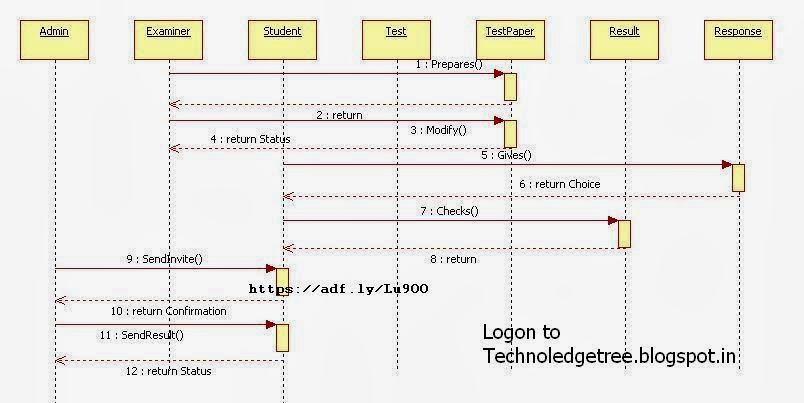 Admin
Examiner
Student
Test
TestPaper
Result
Response
1 : Prepares()
2 : return
3 : Modify()
4 : return Status
5 : Gives()
6 : return Choice
7 : Checks()
8 : return
9 : SendInvite()
https://adf.ly/Lu9OO
10 : return Confirmation
11 : SendResult()
12 : return Status
Logon to
Technoledgetree.blogspot.in